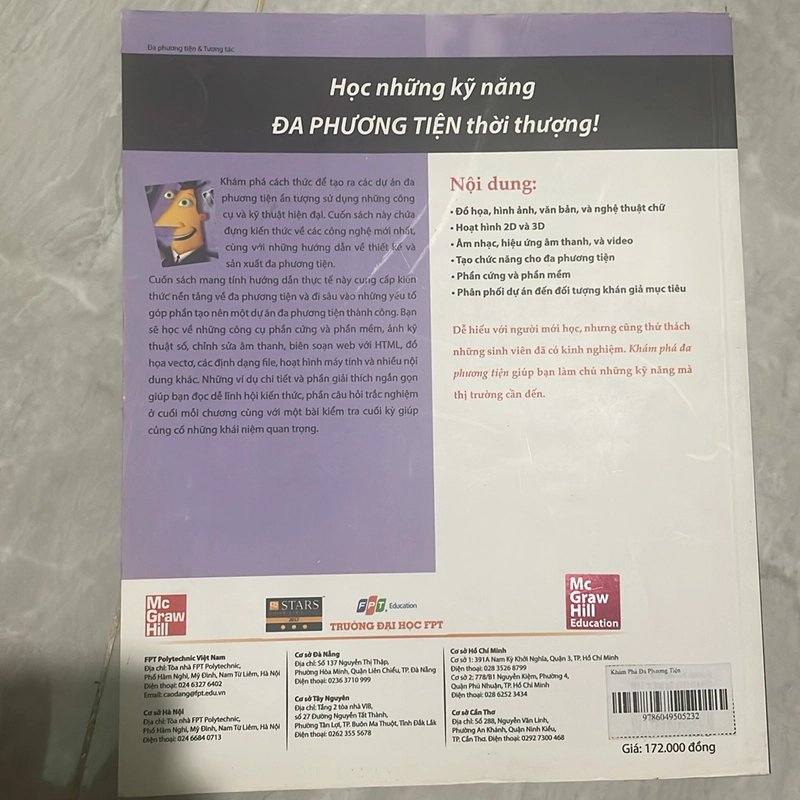 Đa phương tiện & Tương tác
Học những kỹ năng
ĐA PHƯƠNG TIỆN thời thượng!
Khám phá cách thức để tạo ra các dự án đa
phương tiện ấn tượng sử dụng những công
cụ và kỹ thuật hiện đại. Cuốn sách này chứa
đựng kiến thức về các công nghệ mới nhất,
cùng với những hướng dẫn về thiết kế và
sản xuất đa phương tiện.
Cuốn sách mang tính hướng dẫn thực tế này cung cấp kiến
thức nền tảng về đa phương tiện và đi sâu vào những yếu tố
góp phần tạo nên một dự án đa phương tiện thành công. Bạn
sẽ học về những công cụ phần cứng và phần mềm, ảnh kỹ
thuật số, chỉnh sửa âm thanh, biên soạn web với HTML, đồ
họa vectơ, các định dạng file, hoạt hình máy tính và nhiều nội
dung khác. Những ví dụ chi tiết và phần giải thích ngắn gọn
giúp bạn đọc dễ lĩnh hội kiến thức, phần câu hỏi trắc nghiệm
ở cuối mỗi chương cùng với một bài kiểm tra cuối kỳ giúp
củng cố những khái niệm quan trọng.
Nội dung:
• Đồ họa, hình ảnh, văn bản, và nghệ thuật chữ
• Hoạt hình 2D và 3D
• Âm nhạc, hiệu ứng âm thanh, và video
• Tạo chức năng cho đa phương tiện
• Phần cứng và phần mềm
• Phân phối dự án đến đối tượng khán giả mục tiêu
Dễ hiểu với người mới học, nhưng cũng thử thách
những sinh viên đã có kinh nghiệm. Khám phá đa
phương tiện giúp bạn làm chủ những kỹ năng mà
thị trường cần đến.
Mc
Graw
Hill
STARS
2017
FPT Education
TRƯỜNG ĐẠI HỌC FPT
Mc
Graw
Hill
Education
FPT Polytechnic Việt Nam
Địa chỉ: Tòa nhà FPT Polytechnic,
Phố Hàm Nghi, Mỹ Đình, Nam Từ Liêm, Hà Nội
Điện thoại: 024 6327 6402
Email: caodang@fpt.edu.vn
Cơ sở Hà Nội
Địa chỉ: Tòa nhà FPT Polytechnic,
Phố Hàm Nghi, Mỹ Đình, Nam Từ Liêm, Hà Nội
Điện thoại: 024 6684 0713
Cơ sở Đà Nẵng
Địa chỉ: Số 137 Nguyễn Thị Thập,
Phường Hòa Minh, Quận Liên Chiểu, TP. Đà Nẵng
Điện thoại: 0236 3710 999
Cơ sở Tây Nguyên
Địa chỉ: Tầng 2 tòa nhà VIB,
số 27 Đường Nguyễn Tất Thành,
Phường Tân Lợi, TP. Buôn Ma Thuột, Tỉnh Đắk Lắk
Điện thoại: 0262 355 5678
Cơ sở Hồ Chí Minh
Cơ sở 1: 391A Nam Kỳ Khởi Nghĩa, Quận 3, TP. Hồ Chí Minh
Điện thoại: 028 3526 8799
Cơ sở 2: 778/B1 Nguyễn Kiệm, Phường 4,
Quận Phú Nhuận, TP. Hồ Chí Minh
Điện thoại: 028 6252 3434
Cơ sở Cần Thơ
Địa chỉ: Số 288, Nguyễn Văn Linh,
Phường An Khánh, Quận Ninh Kiều,
TP. Cần Thơ. Điện thoại: 0292 7300 468
Khám Phá Đa Phương Tiện
9786049505232
Giá: 172.000 đồng